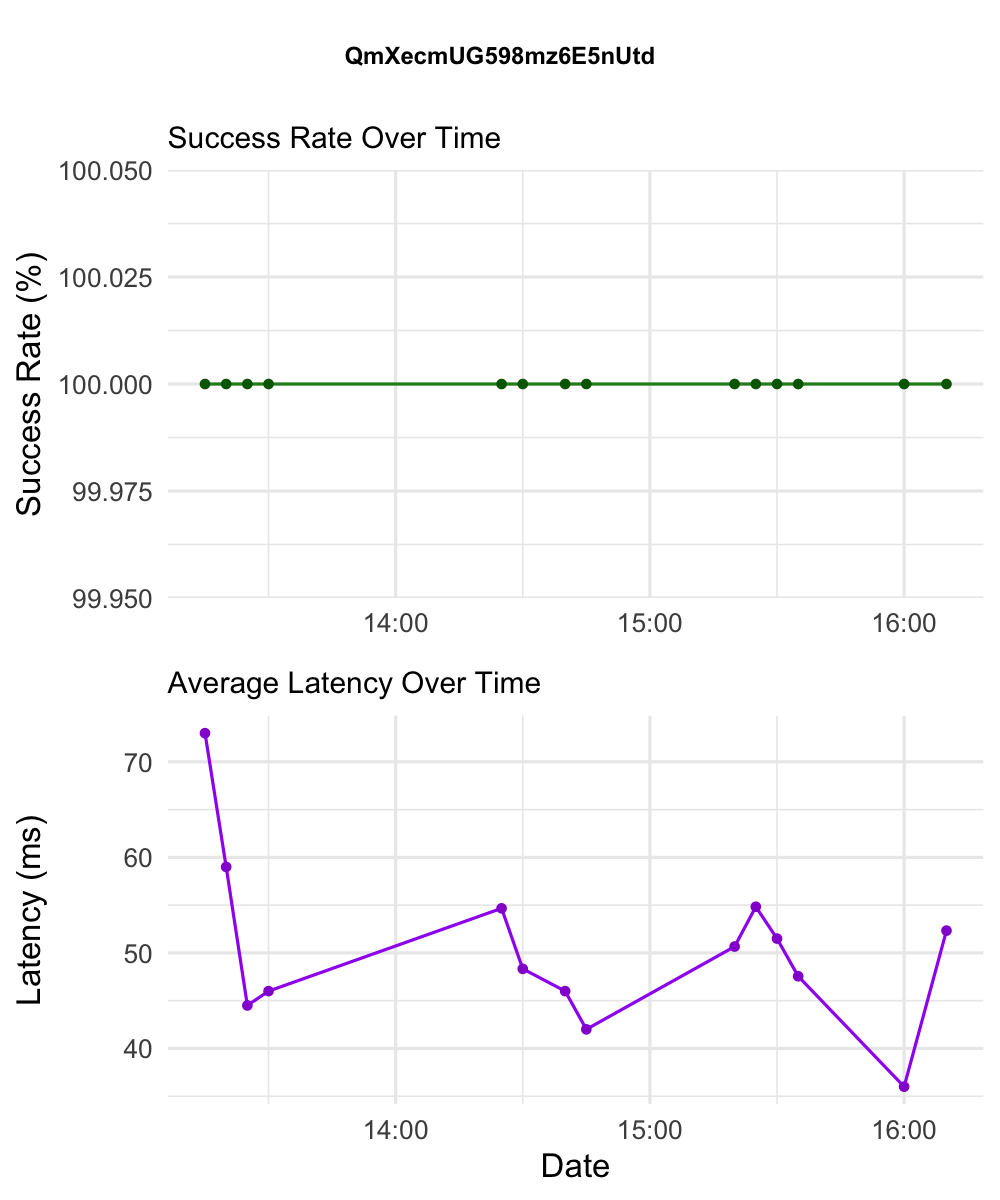 QmXecmUG598mz6E5nUtd
Success Rate Over Time
Success Rate (%)
100.050
100.025
100.000
99.975
99.950
14:00 15:00 16:00
Average Latency Over Time
Latency (ms)
70
60
50
40
14:00 15:00 16:00
Date